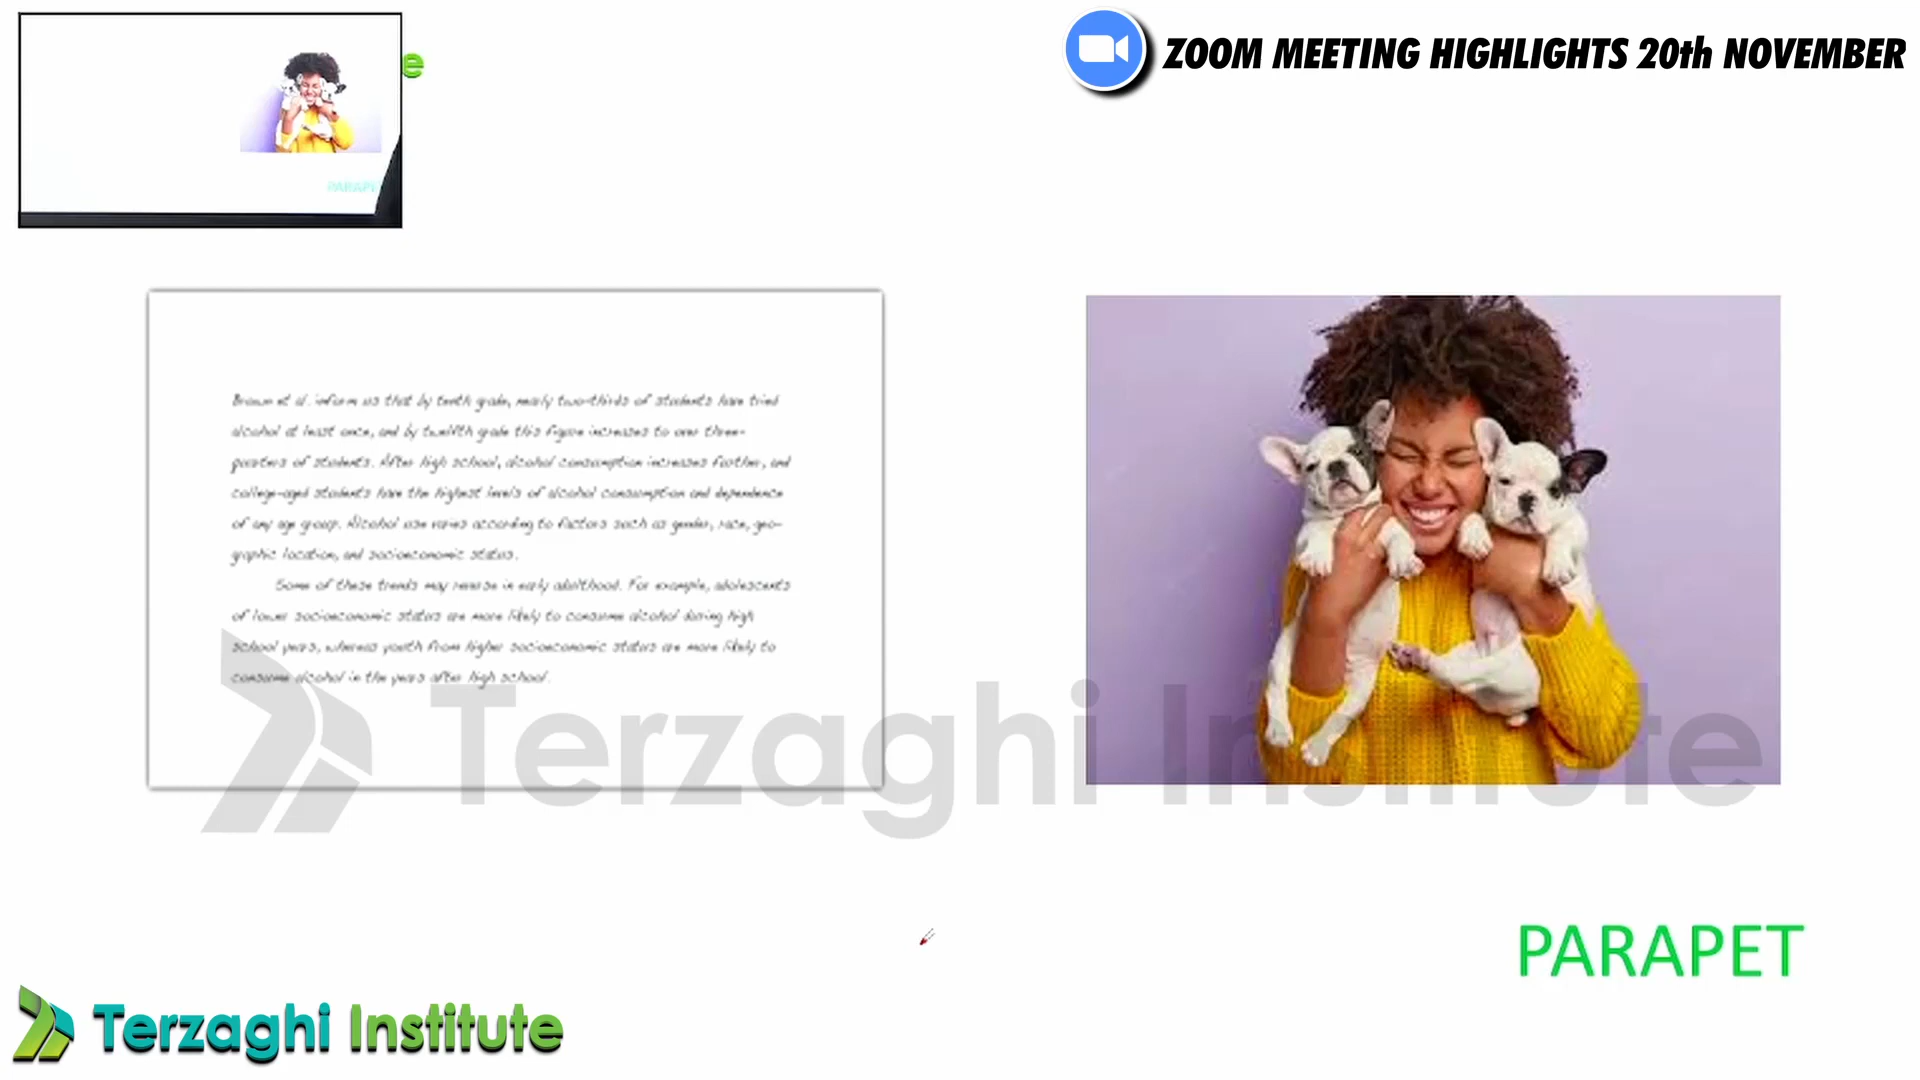 e
ZOOM MEETING HIGHLIGHTS 20th NOVEMBER
PARAPE
Brown et al. inform us that by tenth grade, nearly two-thirds of students have tried
alcohol at least once, and by twelfth grade this figure increases to over three-
quarters of students. After high school, alcohol consumption increases further, and
college-aged students have the highest levels of alcohol consumption and dependence
of any age group. Alcohol use varies according to factors such as gender, race, geo-
graphic location, and socioeconomic status.
Some of these trends may reverse in early adulthood. For example, adolescents
of lower socioeconomic status are more likely to consume alcohol during high
school years, whereas youth from higher socioeconomic status are more likely to
consume alcohol in the years after high school.
Terzaghi Institute
PARAPET
Terzaghi Institute